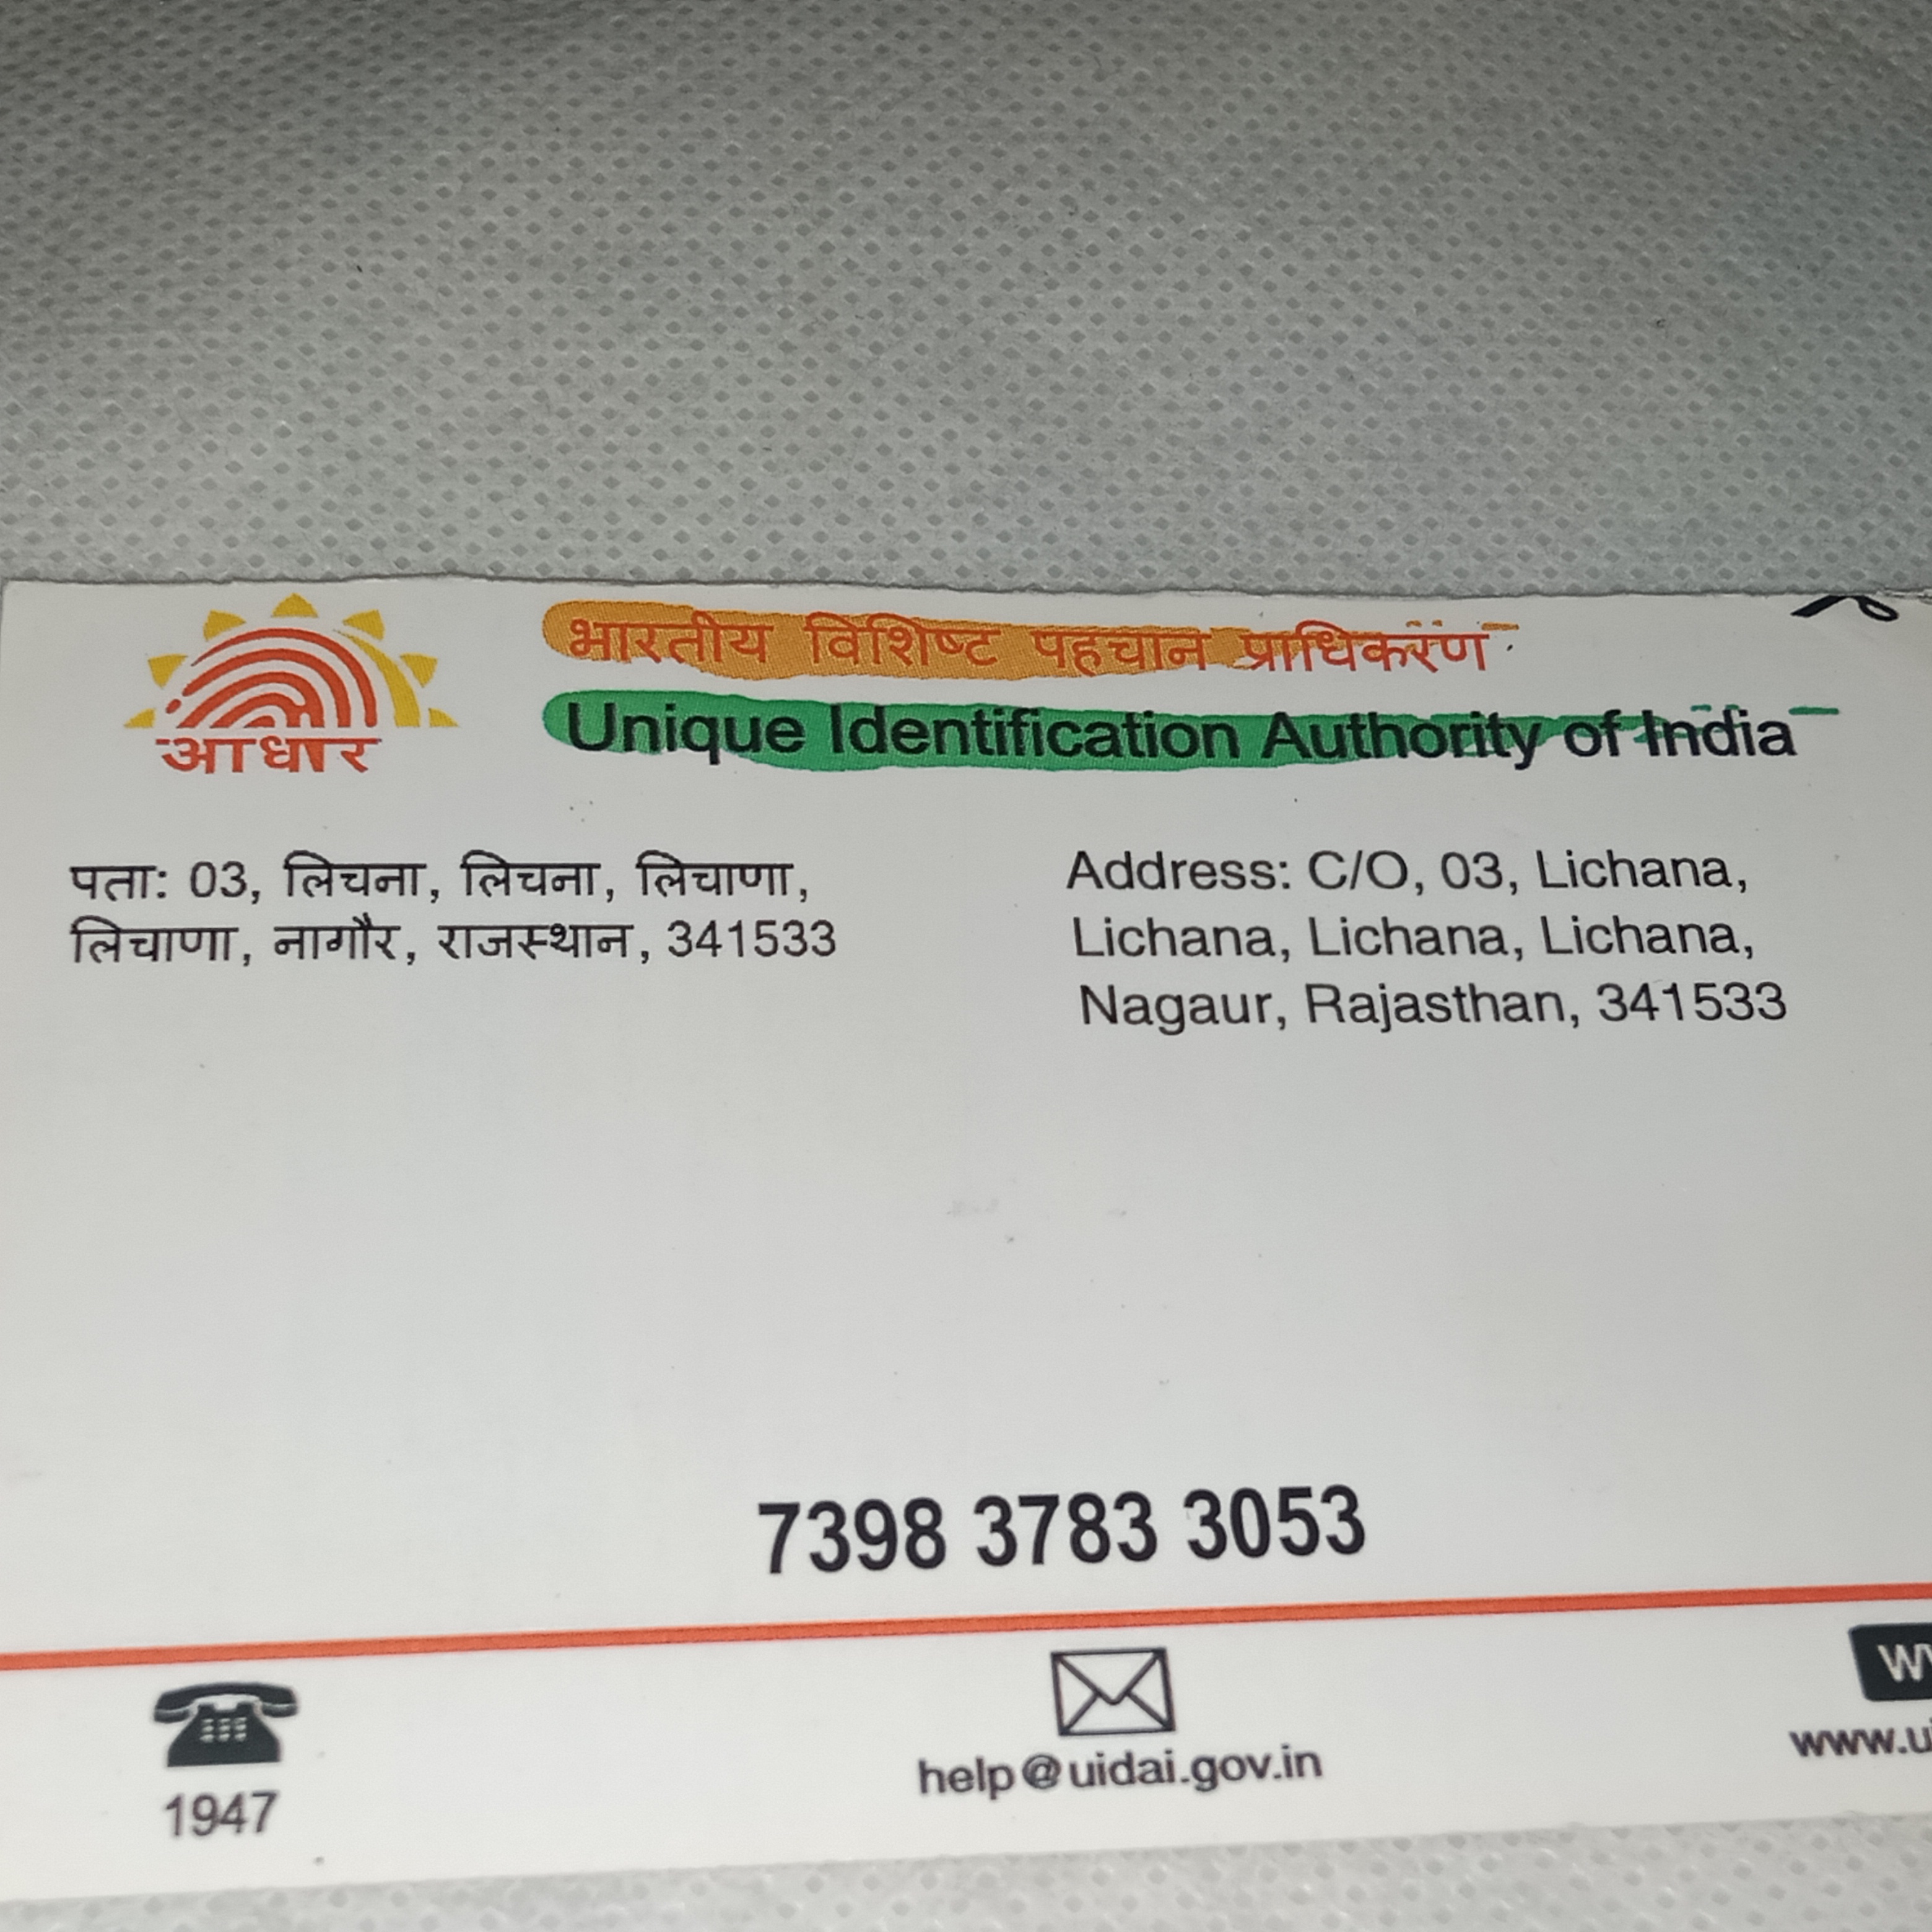 आधार
भारतीय विशिष्ट पहचान प्राधिकरण
Unique Identification Authority of India
पता: 03, लिचना, लिचना, लिचाणा,
लिचाणा, नागौर, राजस्थान, 341533
Address: C/O, 03, Lichana,
Lichana, Lichana, Lichana,
Nagaur, Rajasthan, 341533
7398 3783 3053
1947
help@uidai.gov.in
www.u